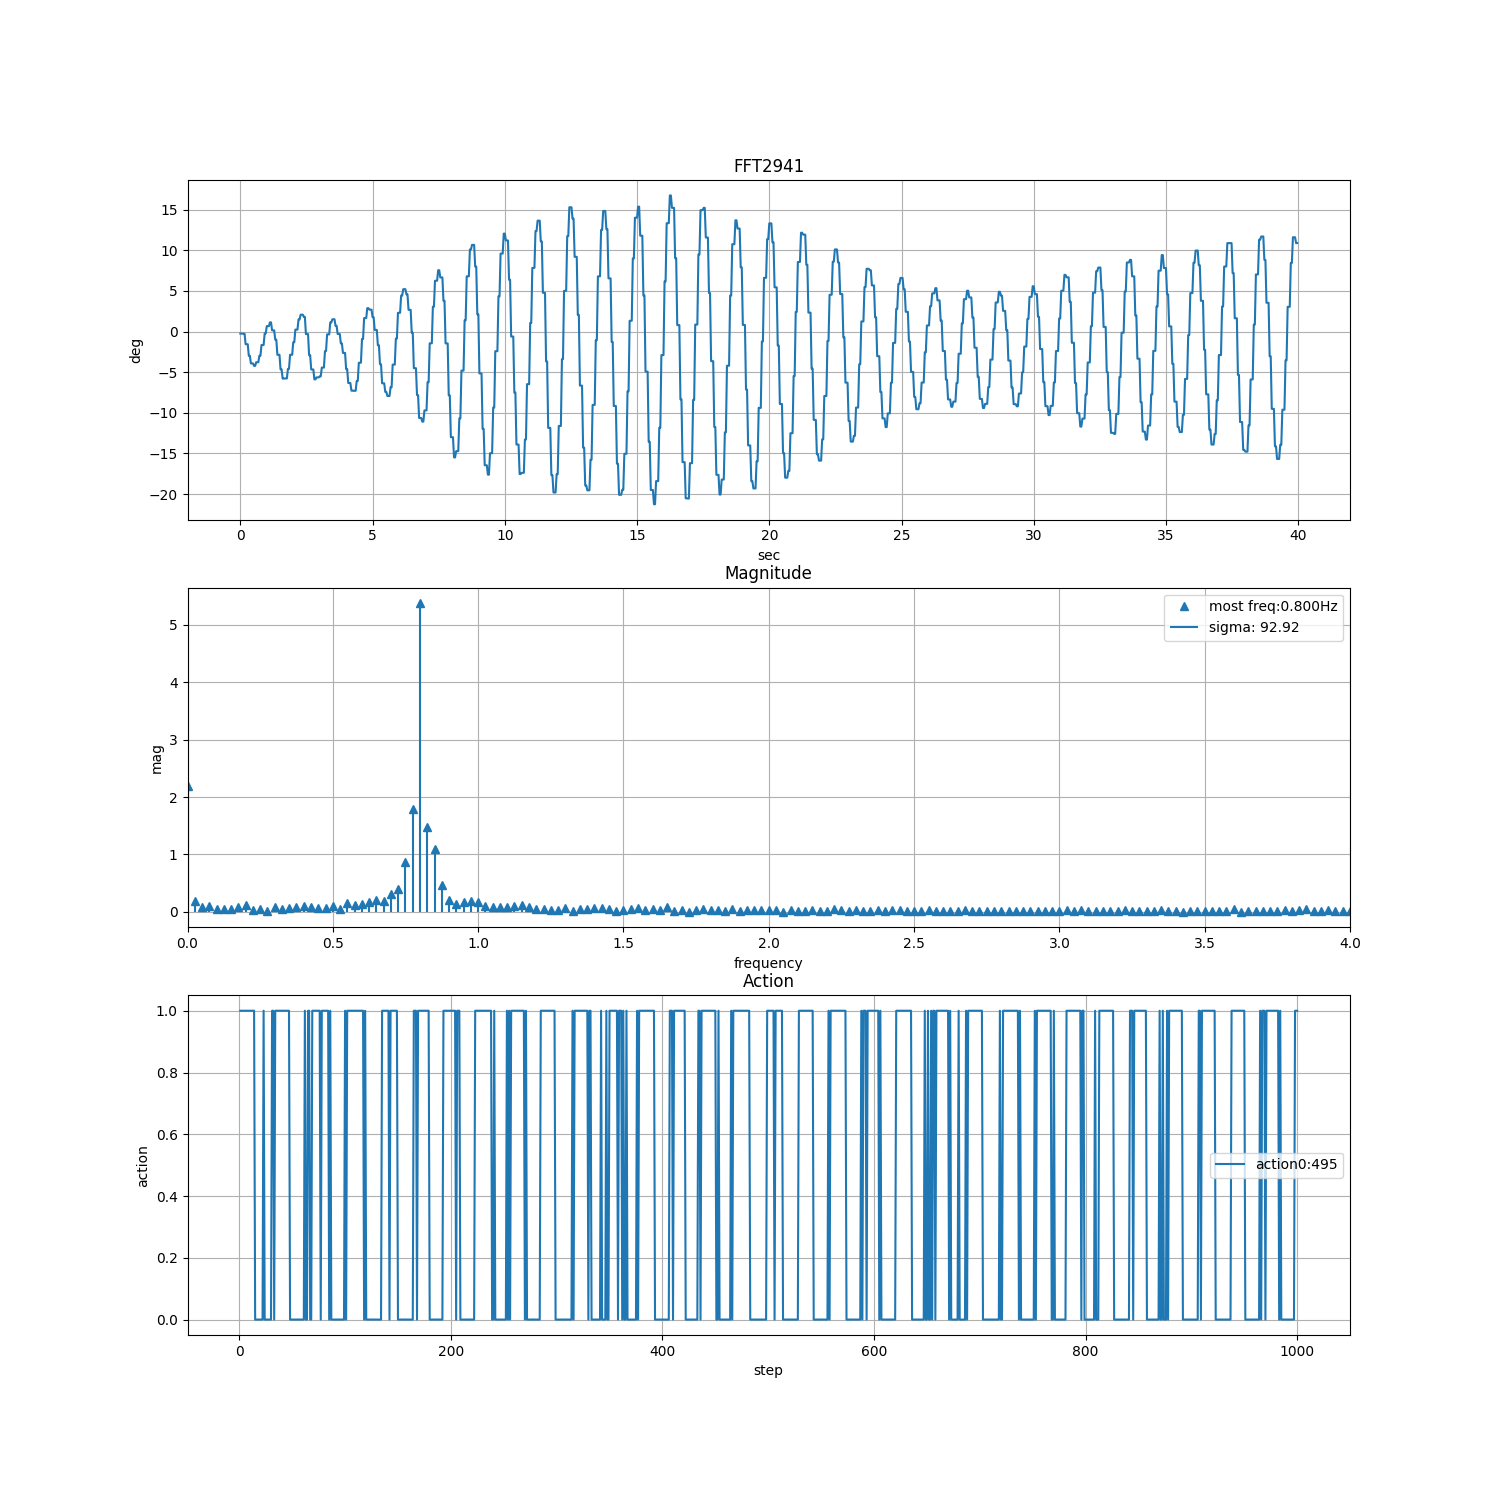 FFT2941
15
10
5
0
−5
−10
−15
−20
deg
0 5 10 15 20 25 30 35 40
sec
Magnitude
most freq:0.800Hz
sigma: 92.92
5
4
3
2
1
0
mag
0.0 0.5 1.0 1.5 2.0 2.5 3.0 3.5 4.0
frequency
Action
1.0
0.8
0.6
0.4
0.2
0.0
action
action0:495
0 200 400 600 800 1000
step